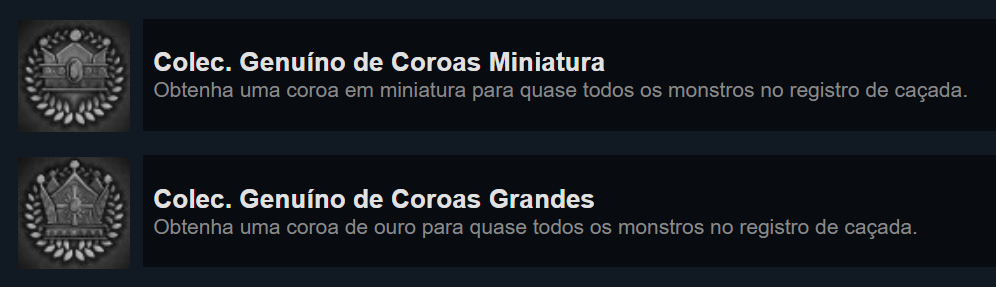 Colec. Genuíno de Coroas Miniatura
Obtenha uma coroa em miniatura para quase todos os monstros no registro de caçada.
Colec. Genuíno de Coroas Grandes
Obtenha uma coroa de ouro para quase todos os monstros no registro de caçada.